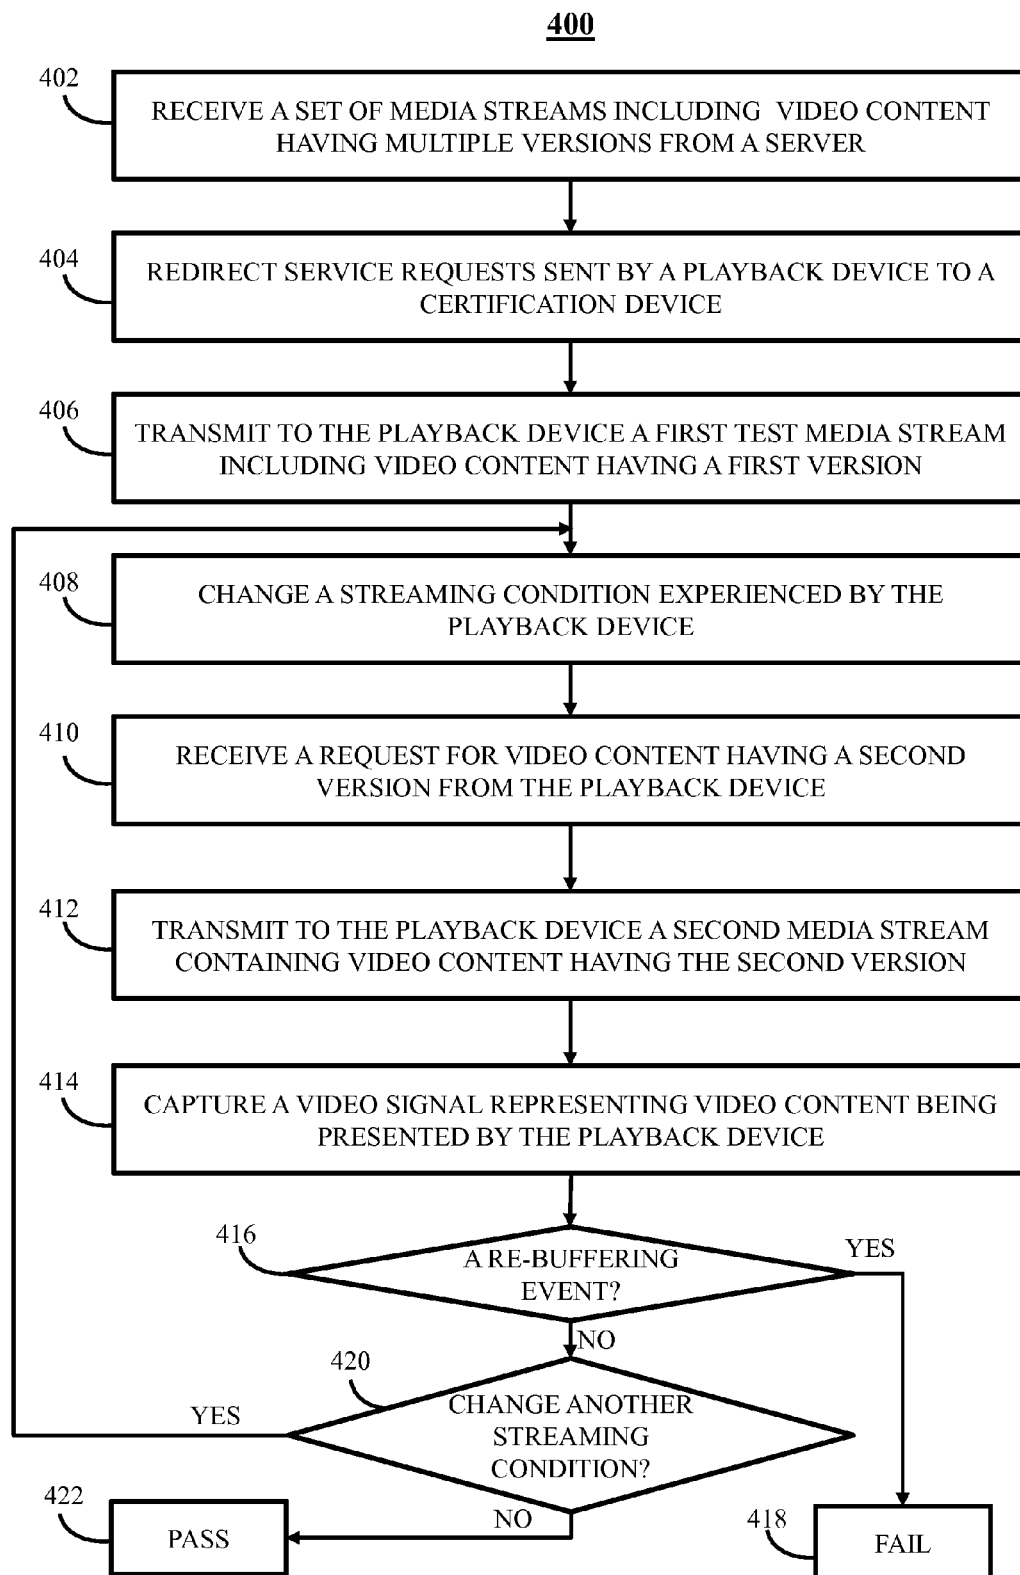 400
402
RECEIVE A SET OF MEDIA STREAMS INCLUDING VIDEO CONTENT
HAVING MULTIPLE VERSIONS FROM A SERVER
404
REDIRECT SERVICE REQUESTS SENT BY A PLAYBACK DEVICE TO A
CERTIFICATION DEVICE
406
TRANSMIT TO THE PLAYBACK DEVICE A FIRST TEST MEDIA STREAM
INCLUDING VIDEO CONTENT HAVING A FIRST VERSION
408
CHANGE A STREAMING CONDITION EXPERIENCED BY THE
PLAYBACK DEVICE
410
RECEIVE A REQUEST FOR VIDEO CONTENT HAVING A SECOND
VERSION FROM THE PLAYBACK DEVICE
412
TRANSMIT TO THE PLAYBACK DEVICE A SECOND MEDIA STREAM
CONTAINING VIDEO CONTENT HAVING THE SECOND VERSION
414
CAPTURE A VIDEO SIGNAL REPRESENTING VIDEO CONTENT BEING
PRESENTED BY THE PLAYBACK DEVICE
416
A RE-BUFFERING
EVENT?
YES
NO
420
CHANGE ANOTHER
STREAMING
CONDITION?
YES
NO
422
PASS
418
FAIL